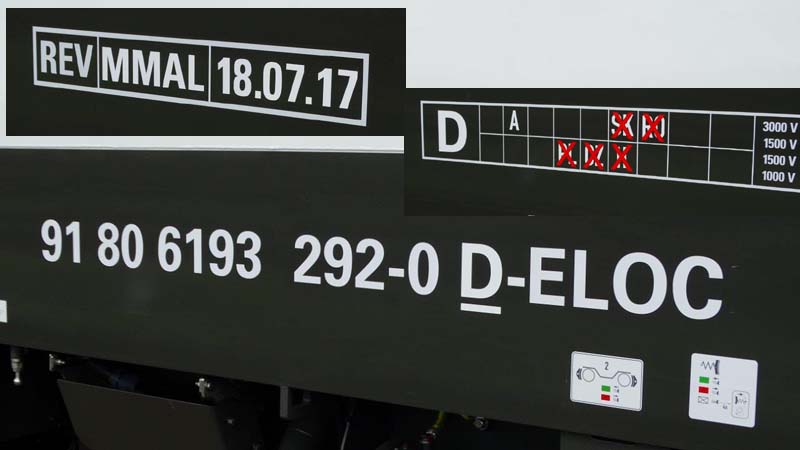 REV MMAL 18.07.17
D A
3000 V
1500 V
1500 V
1000 V
91 80 6193 292-0 D-ELOC
2